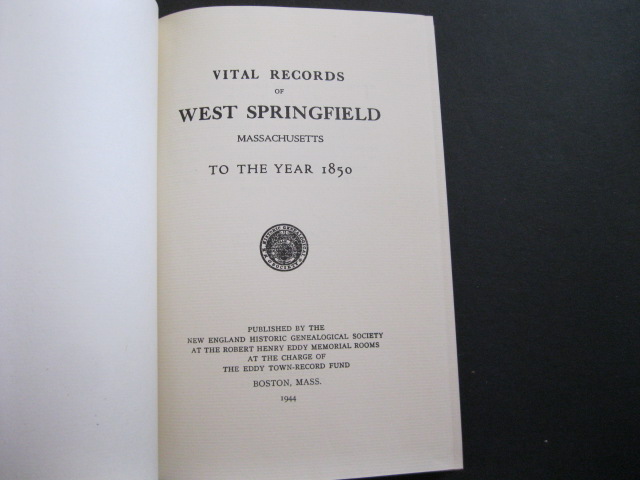 VITAL RECORDS
OF
WEST SPRINGFIELD
MASSACHUSETTS
TO THE YEAR 1850
PUBLISHED BY THE
NEW ENGLAND HISTORIC GENEALOGICAL SOCIETY
AT THE ROBERT HENRY EDDY MEMORIAL ROOMS
AT THE CHARGE OF
THE EDDY TOWN-RECORD FUND
BOSTON, MASS.
1944